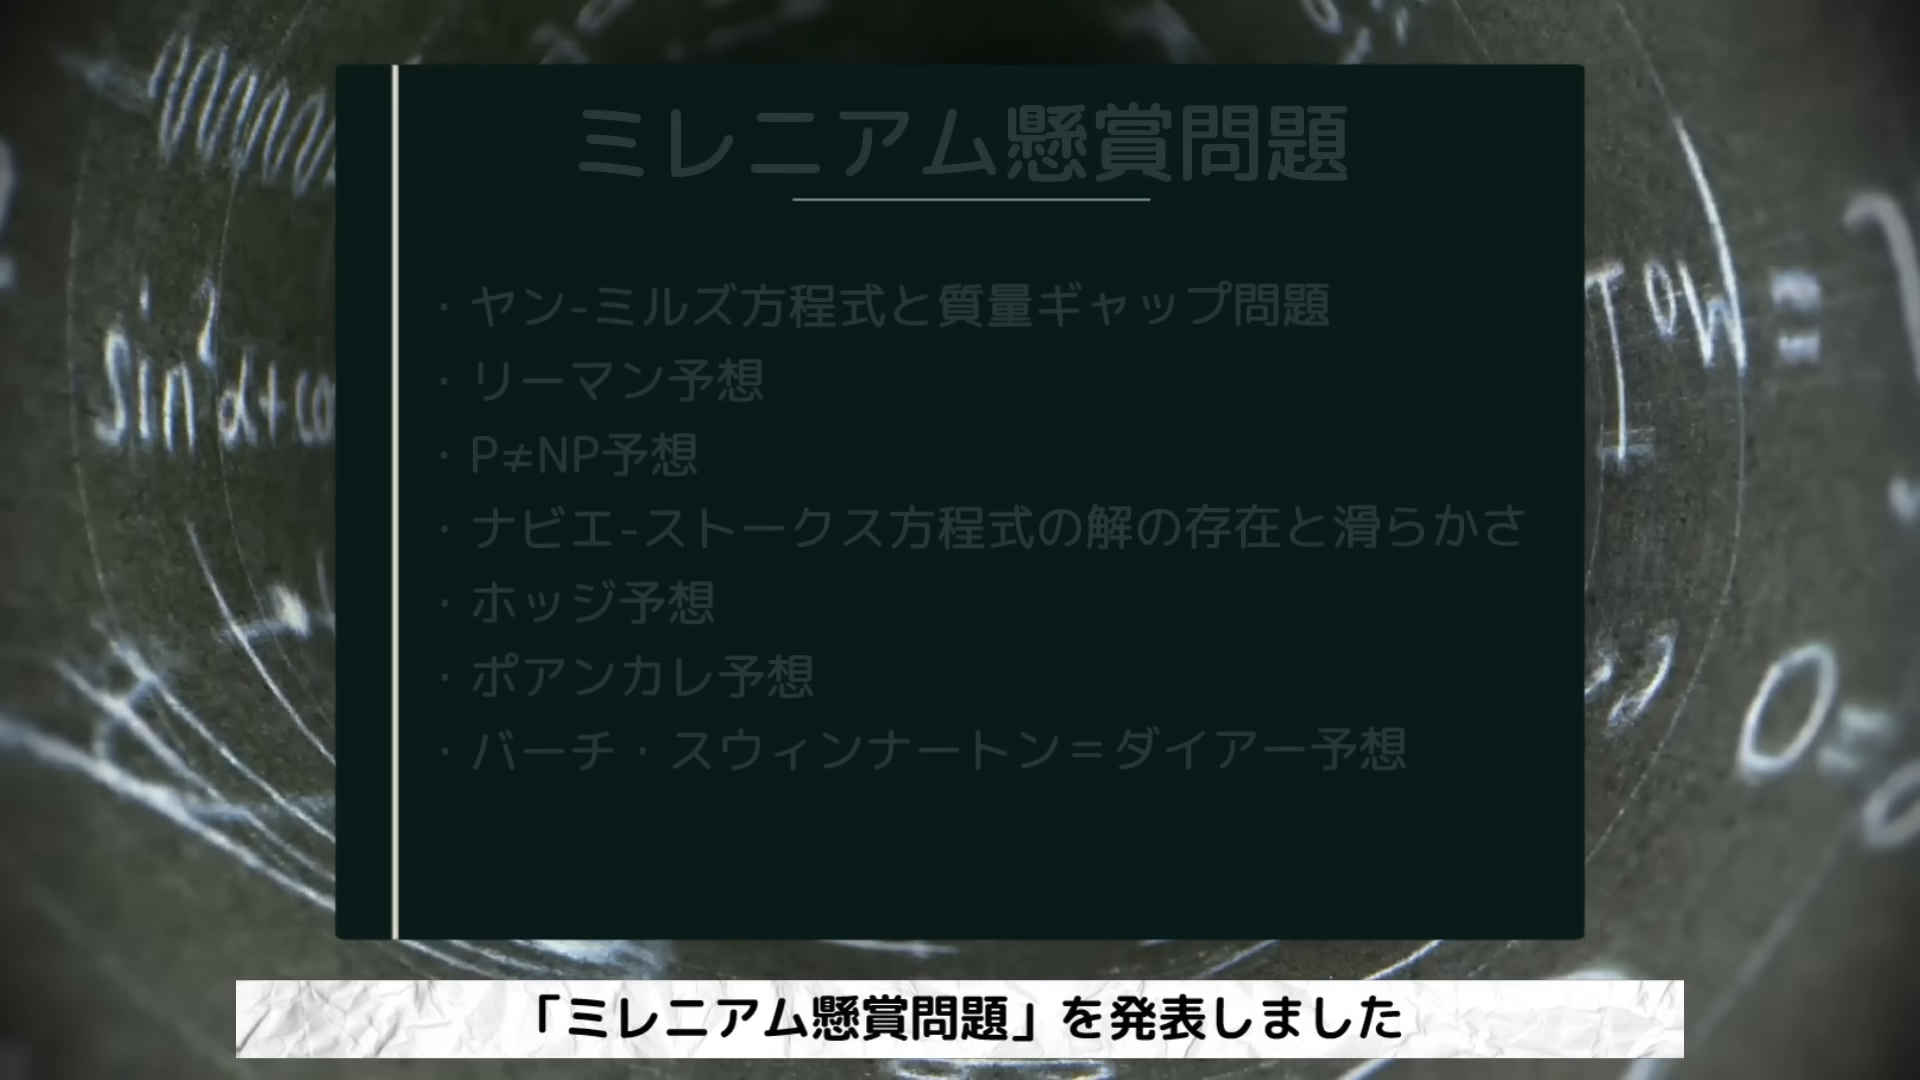 ミレニアム懸賞問題
・ヤン-ミルズ方程式と質量ギャップ問題
・リーマン予想
・P≠NP予想
・ナビエ-ストークス方程式の解の存在と滑らかさ
・ホッジ予想
・ポアンカレ予想
・バーチ・スウィンナートン=ダイアー予想
「ミレニアム懸賞問題」を発表しました